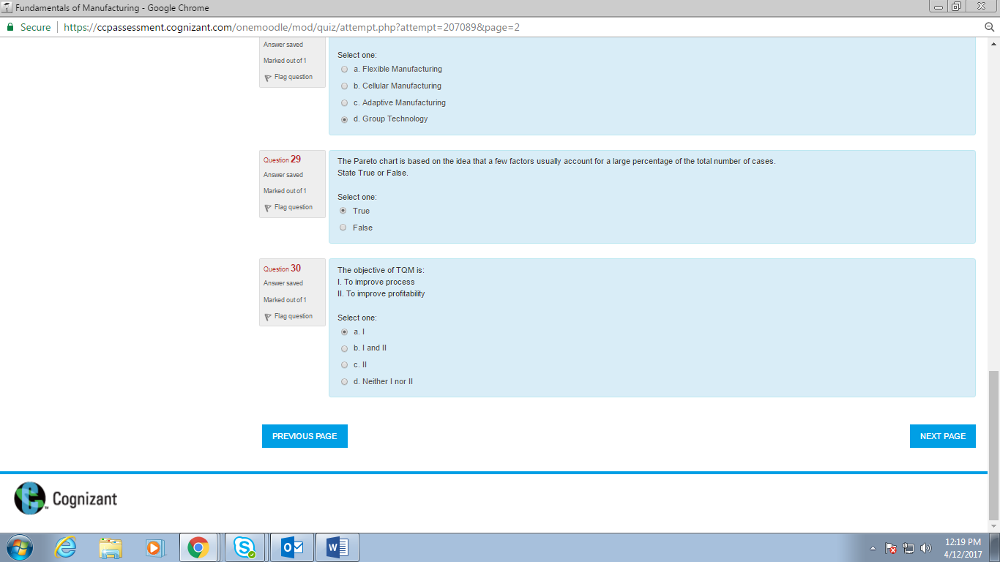 Fundamentals of Manufacturing - Google Chrome
Secure https://ccpassessment.cognizant.com/onemoodle/mod/quiz/attempt.php?attempt=207089&page=2
Answer saved
Marked out of 1
Flag question
Select one:
a. Flexible Manufacturing
b. Cellular Manufacturing
c. Adaptive Manufacturing
d. Group Technology
Question 29
Answer saved
Marked out of 1
Flag question
The Pareto chart is based on the idea that a few factors usually account for a large percentage of the total number of cases.
State True or False.
Select one:
True
False
Question 30
Answer saved
Marked out of 1
Flag question
The objective of TQM is:
I. To improve process
II. To improve profitability
Select one:
a. I
b. I and II
c. II
d. Neither I nor II
PREVIOUS PAGE
NEXT PAGE
Cognizant
12:19 PM
4/12/2017